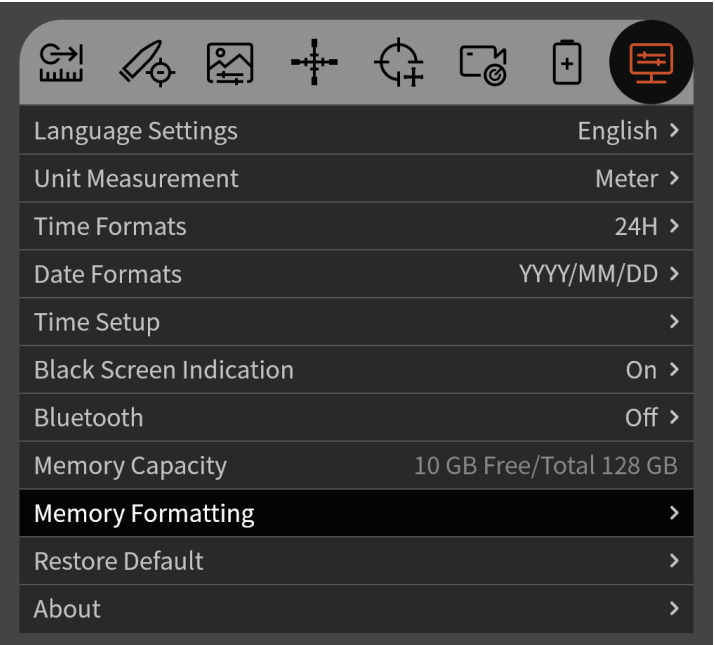 Language Settings English >
Unit Measurement Meter >
Time Formats 24H >
Date Formats YYYY/MM/DD >
Time Setup >
Black Screen Indication On >
Bluetooth Off >
Memory Capacity 10 GB Free/Total 128 GB
Memory Formatting >
Restore Default >
About >